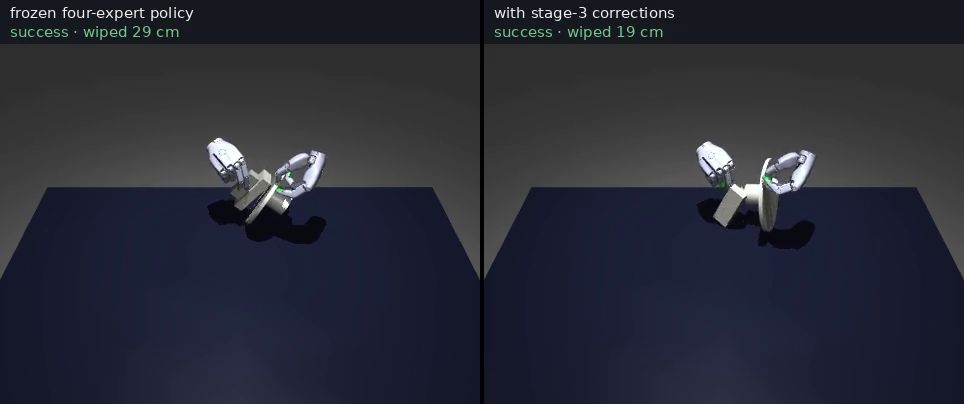 frozen four-expert policy
success · wiped 29 cm
with stage-3 corrections
success · wiped 19 cm